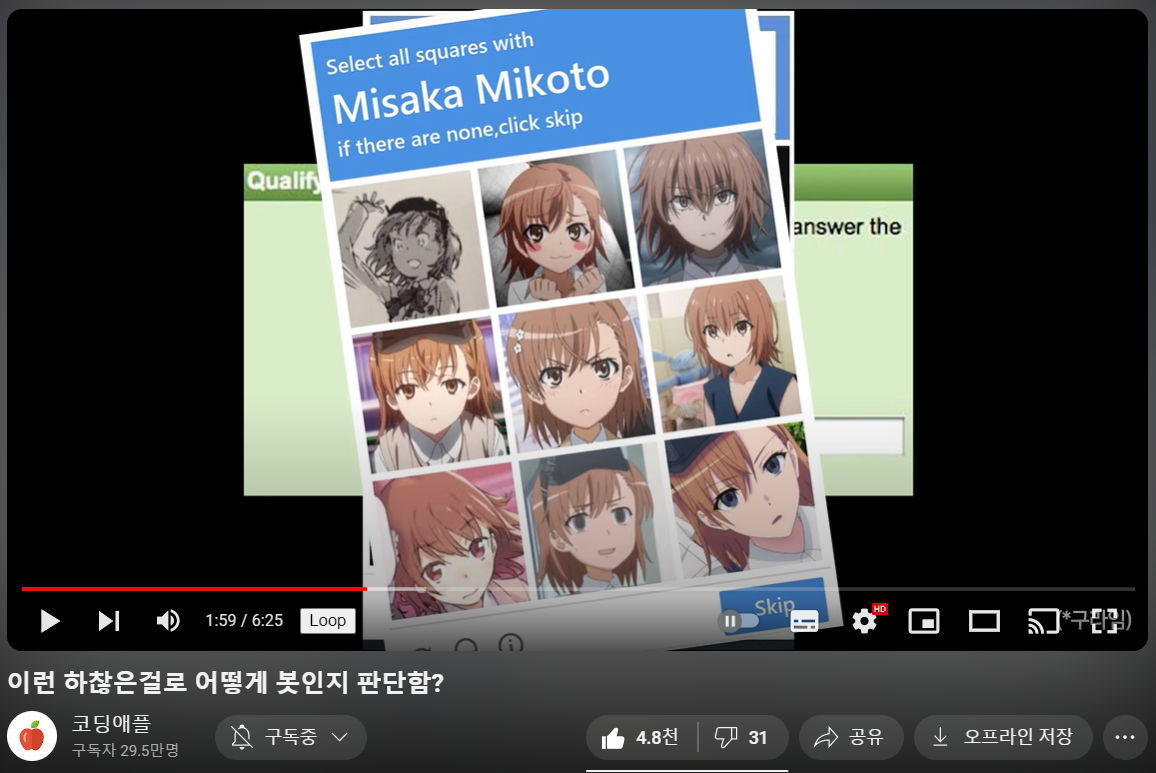 Select all squares with
Misaka Mikoto
if there are none,click skip
Qualify
answer the
Skip
1:59 / 6:25
Loop
HD
이런 하찮은걸로 어떻게 봇인지 판단함?
코딩애플
구독자 29.5만명
구독중
4.8천
31
공유
오프라인 저장